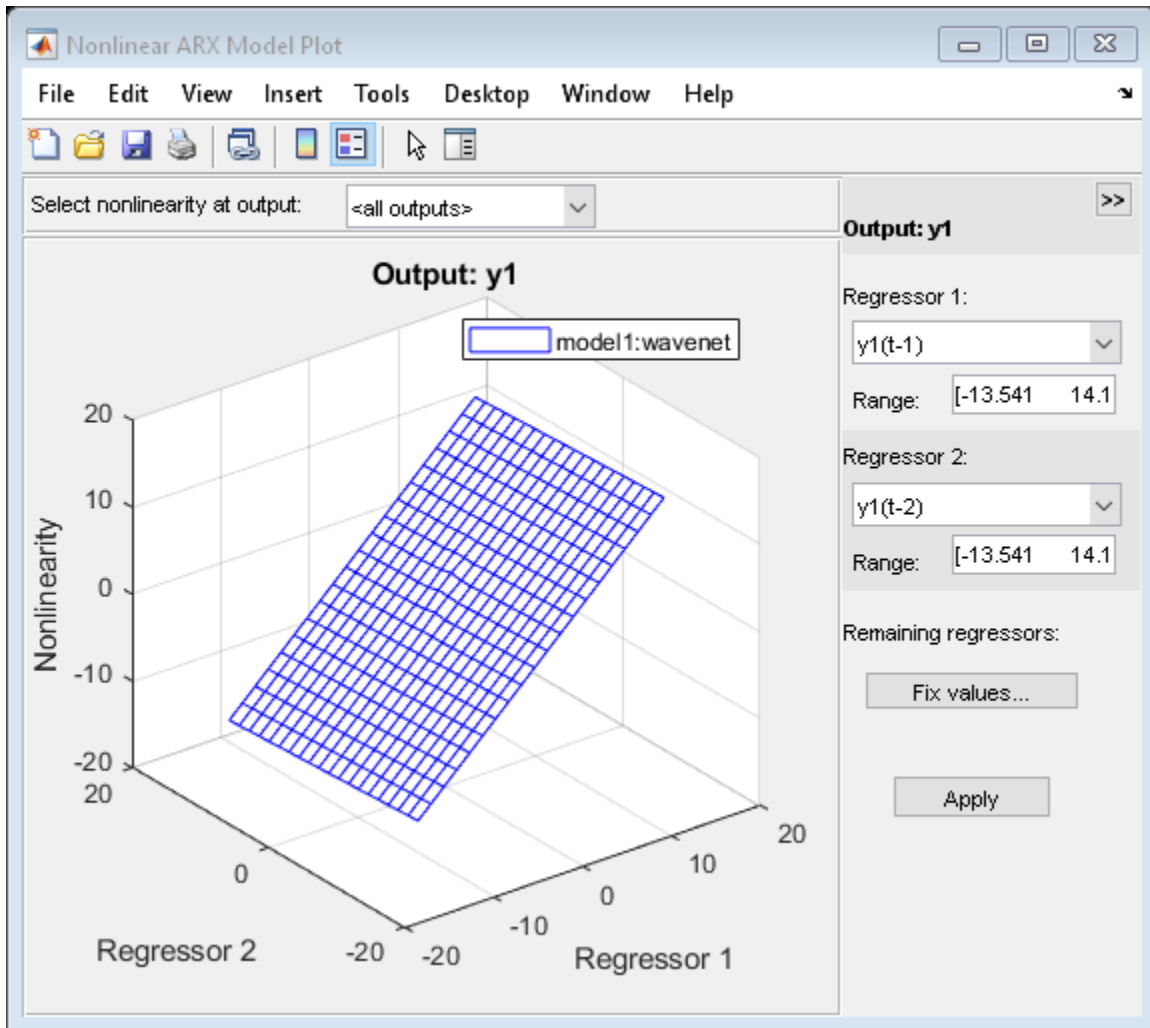 Nonlinear ARX Model Plot
File Edit View Insert Tools Desktop Window Help
Select nonlinearity at output: <all outputs>
>>
Output: y1
Output: y1
model1:wavenet
20
10
0
-10
-20
Nonlinearity
20
0
-20
Regressor 2
-20
-10
0
10
20
Regressor 1
Regressor 1:
y1(t-1)
Range: [-13.541 14.1
Regressor 2:
y1(t-2)
Range: [-13.541 14.1
Remaining regressors:
Fix values...
Apply